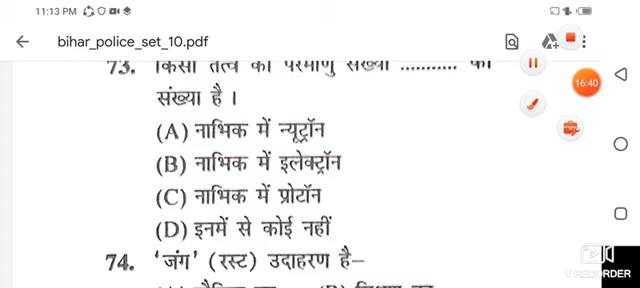 11:13 PM
bihar_police_set_10.pdf
73. किसी तत्व की परमाणु संख्या ........... की
संख्या है ।
(A) नाभिक में न्यूट्रॉन
(B) नाभिक में इलेक्ट्रॉन
(C) नाभिक में प्रोटॉन
(D) इनमें से कोई नहीं
74. 'जंग' (रस्ट) उदाहरण है–
16:40
V RECORDER